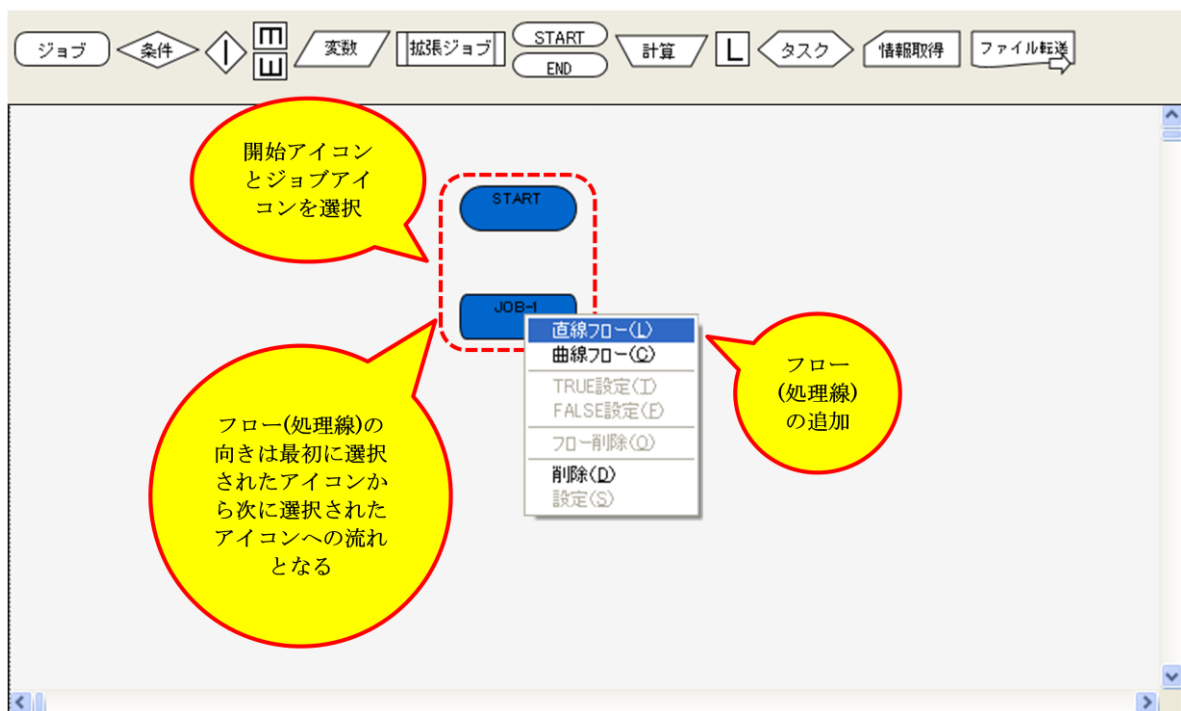 ジョブ
条件
変数
拡張ジョブ
START
END
計算
L
タスク
情報取得
ファイル転送
開始アイコン
とジョブアイ
コンを選択
START
JOB-1
直線フロー(L)
曲線フロー(C)
TRUE設定(T)
FALSE設定(F)
フロー削除(O)
削除(D)
設定(S)
フロー
(処理線)
の追加
フロー(処理線)の
向きは最初に選択
されたアイコンか
ら次に選択された
アイコンへの流れ
となる